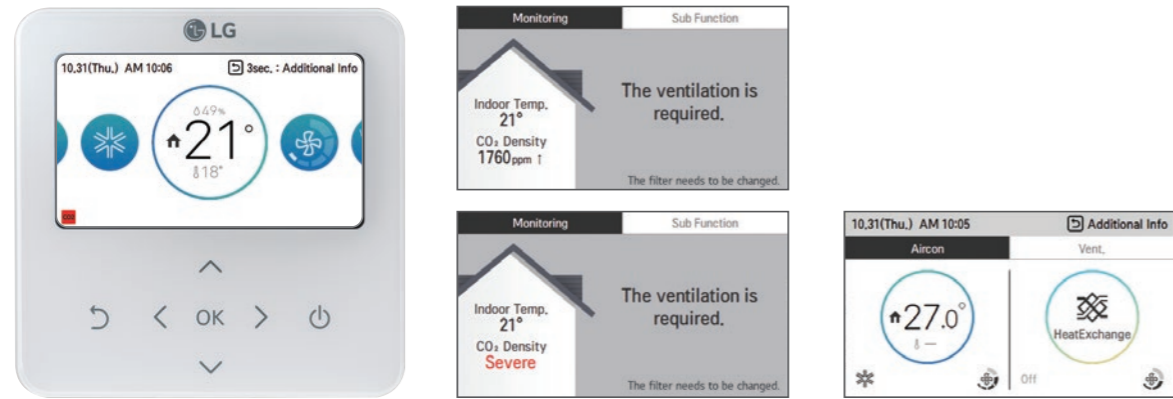 LG
10.31(Thu.) AM 10:06
3sec. : Additional Info
49%
21°
18°
CO2
OK
Monitoring
Sub Function
Indoor Temp.
21°
CO₂ Density
1760ppm ↑
The ventilation is
required.
The filter needs to be changed.
Monitoring
Sub Function
Indoor Temp.
21°
CO₂ Density
Severe
The ventilation is
required.
The filter needs to be changed.
10.31(Thu.) AM 10:05
Additional Info
Aircon
Vent.
27.0°
HeatExchange
Off